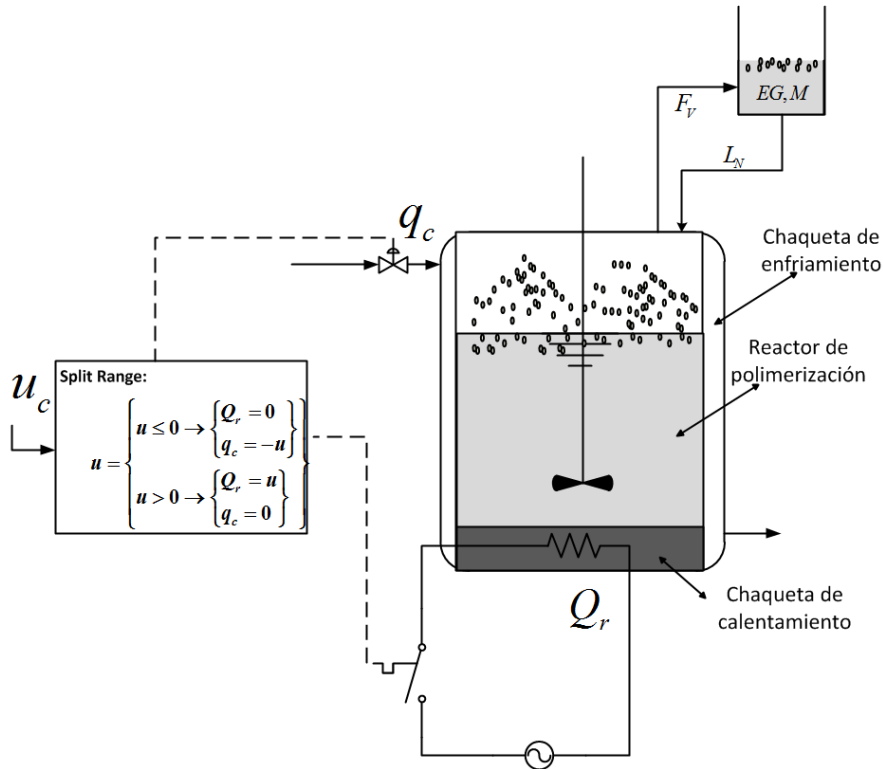 EG, M
F_V
L_N
q_c
Chaqueta de
enfriamiento
Reactor de
polimerización
u_c
Split Range:
u = { u ≤ 0 → { Q_r = 0
q_c = -u }
u > 0 → { Q_r = u
q_c = 0 } }
Q_r
Chaqueta de
calentamiento